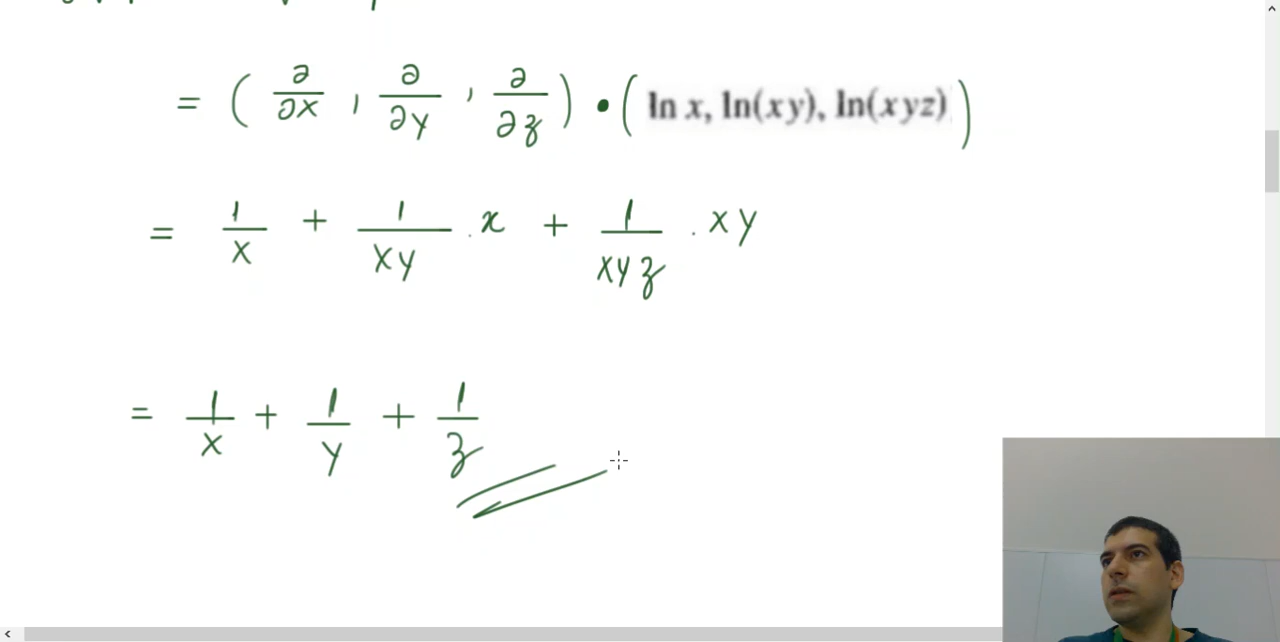 = ( ∂/∂x , ∂/∂y , ∂/∂z ) • ( ln x, ln(xy), ln(xyz) )
= 1/x + 1/xy . x + 1/xyz . xy
= 1/x + 1/y + 1/z